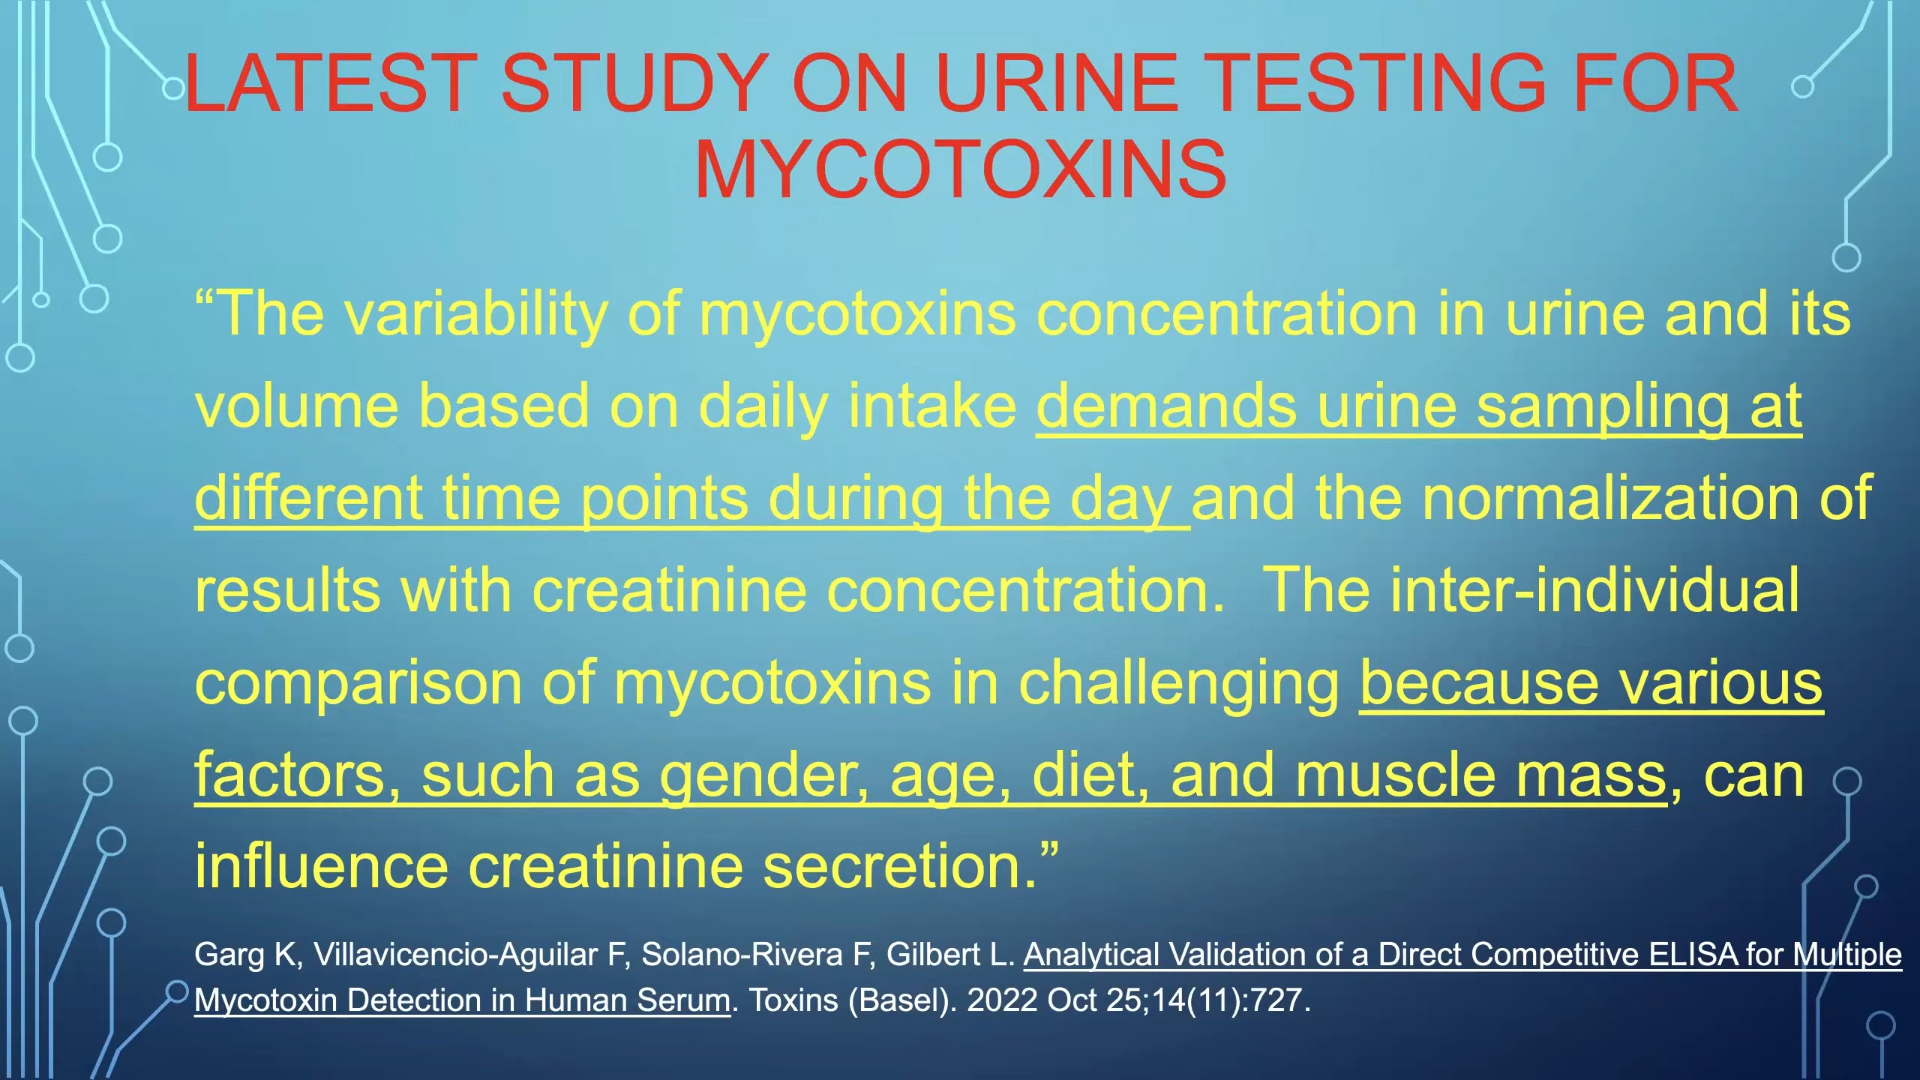 LATEST STUDY ON URINE TESTING FOR
MYCOTOXINS
“The variability of mycotoxins concentration in urine and its
volume based on daily intake demands urine sampling at
different time points during the day and the normalization of
results with creatinine concentration.  The inter-individual
comparison of mycotoxins in challenging because various
factors, such as gender, age, diet, and muscle mass, can
influence creatinine secretion.”
Garg K, Villavicencio-Aguilar F, Solano-Rivera F, Gilbert L. Analytical Validation of a Direct Competitive ELISA for Multiple
Mycotoxin Detection in Human Serum. Toxins (Basel). 2022 Oct 25;14(11):727.